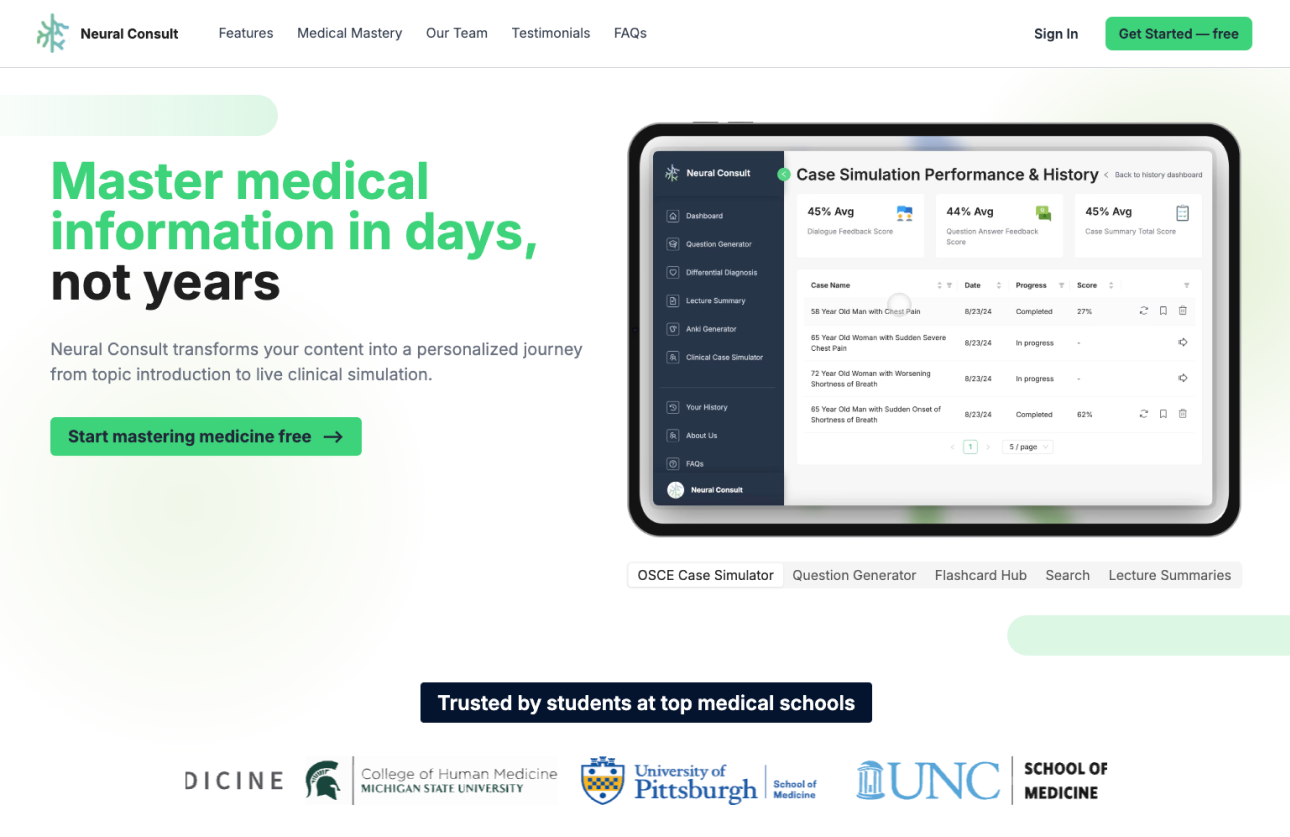 Neural Consult
Features
Medical Mastery
Our Team
Testimonials
FAQs
Sign In
Get Started — free
Master medical
information in days,
not years
Neural Consult transforms your content into a personalized journey
from topic introduction to live clinical simulation.
Start mastering medicine free
Neural Consult
Dashboard
Question Generator
Differential Diagnosis
Lecture Summary
Anki Generator
Clinical Case Simulator
Your History
About Us
FAQs
Neural Consult
Case Simulation Performance & History
Back to history dashboard
45% Avg
Dialogue Feedback Score
44% Avg
Question Answer Feedback
Score
45% Avg
Case Summary Total Score
Case Name Date Progress Score
58 Year Old Man with Chest Pain 8/23/24 Completed 27%
65 Year Old Woman with Sudden Severe
Chest Pain
8/23/24 In progress -
72 Year Old Woman with Worsening
Shortness of Breath
8/23/24 In progress -
65 Year Old Man with Sudden Onset of
Shortness of Breath
8/23/24 Completed 62%
< 1 > 5 / page
OSCE Case Simulator
Question Generator
Flashcard Hub
Search
Lecture Summaries
Trusted by students at top medical schools
DICINE
College of Human Medicine
MICHIGAN STATE UNIVERSITY
University of
Pittsburgh
School of
Medicine
UNC
SCHOOL OF
MEDICINE